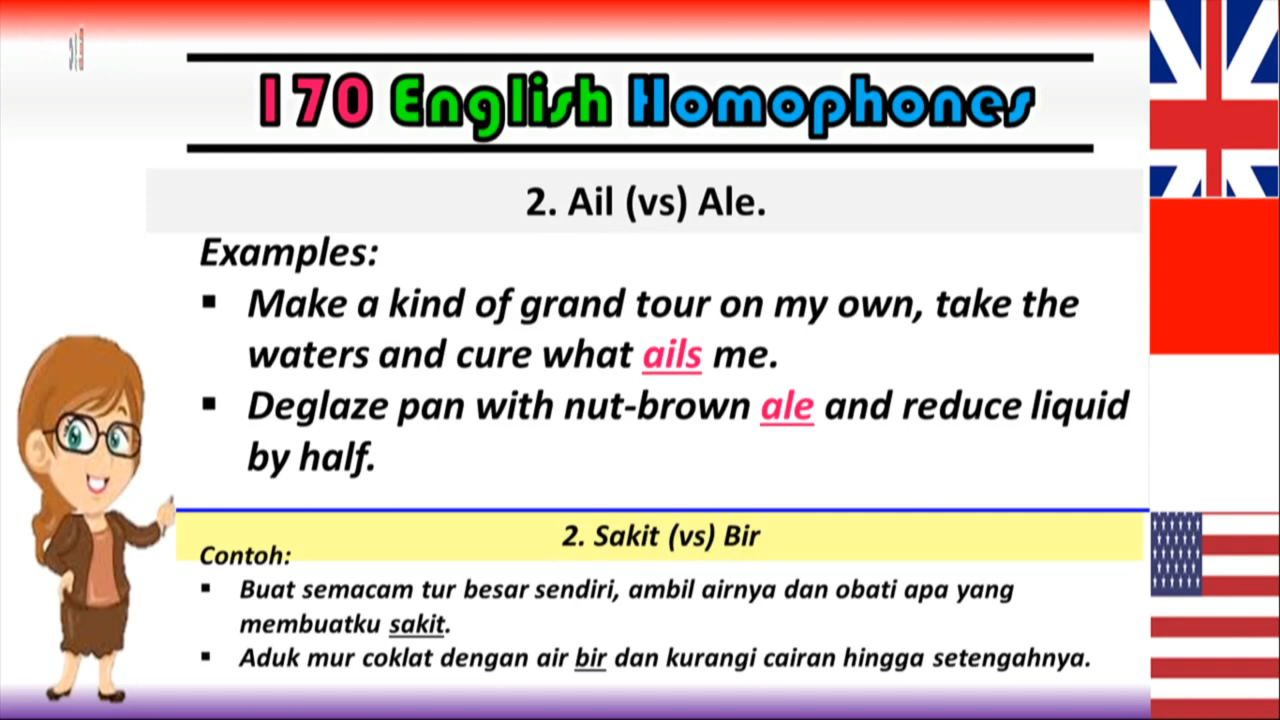 170 English Homophones
2. Ail (vs) Ale.
Examples:
▪ Make a kind of grand tour on my own, take the
waters and cure what ails me.
▪ Deglaze pan with nut-brown ale and reduce liquid
by half.
2. Sakit (vs) Bir
Contoh:
▪ Buat semacam tur besar sendiri, ambil airnya dan obati apa yang
membuatku sakit.
▪ Aduk mur coklat dengan air bir dan kurangi cairan hingga setengahnya.